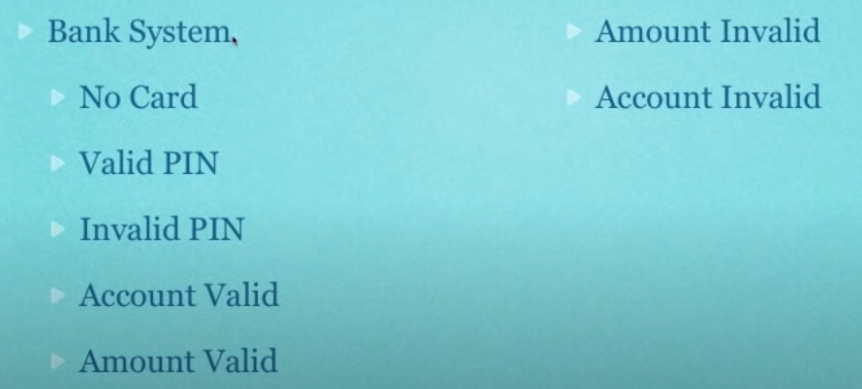 Bank System
No Card
Valid PIN
Invalid PIN
Account Valid
Amount Valid
Amount Invalid
Account Invalid